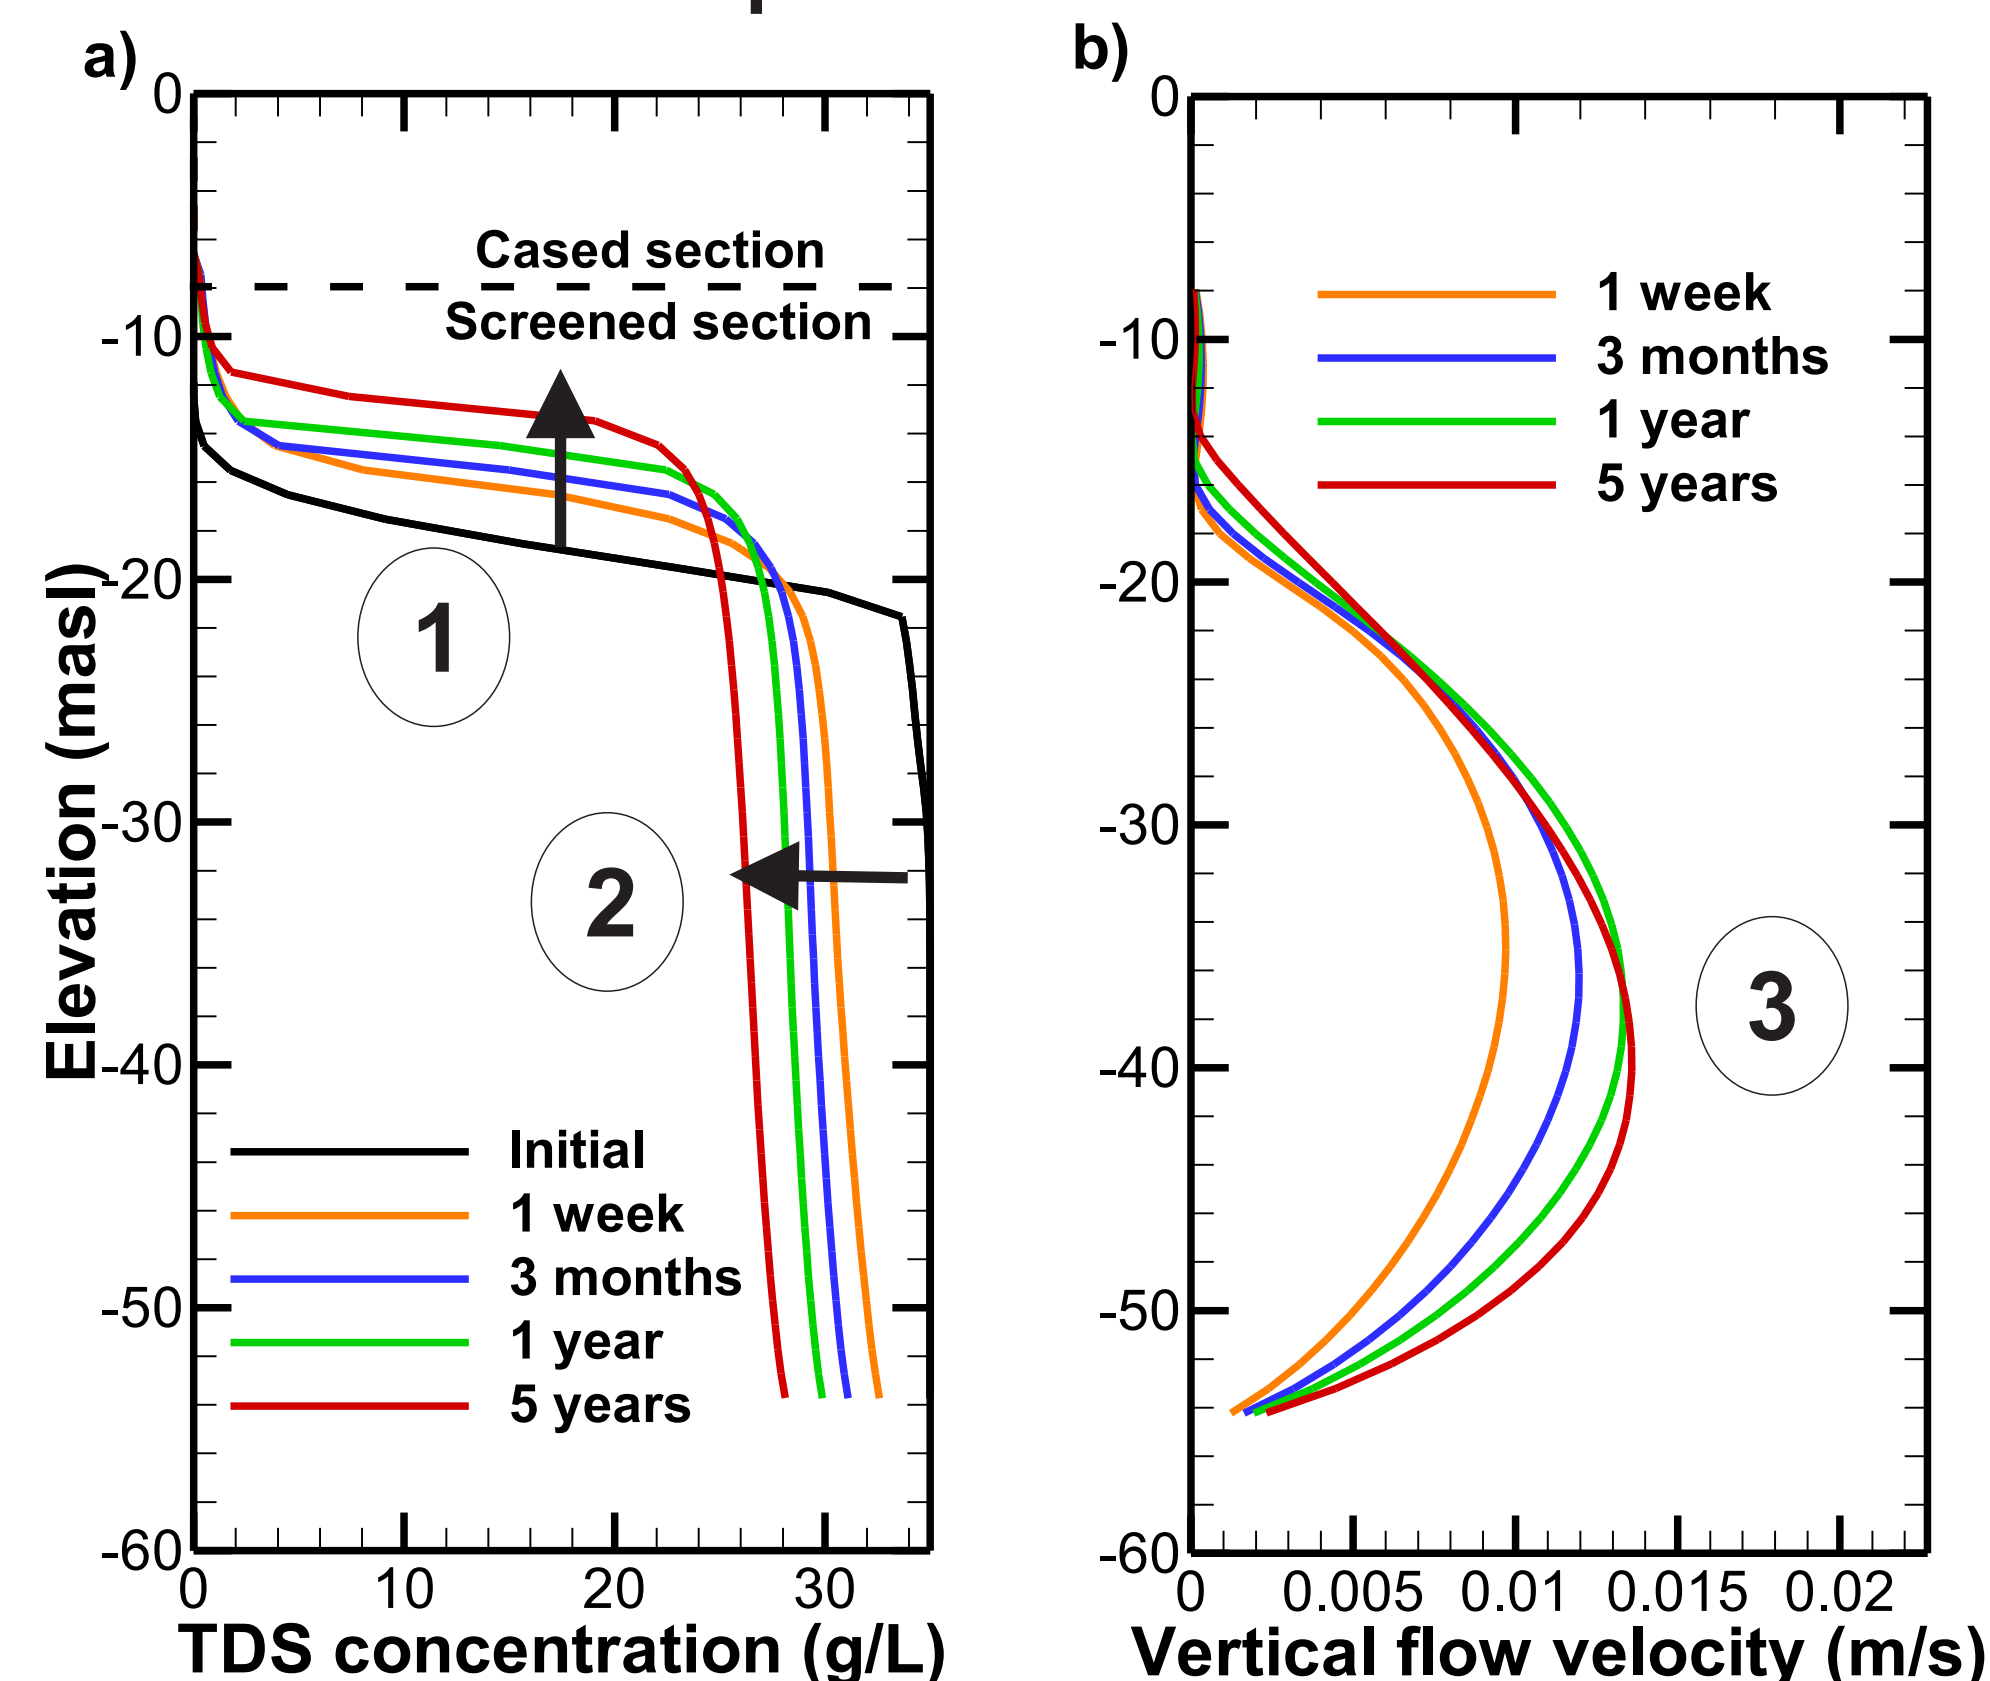 a)
0
-10
-20
-30
-40
-50
-60
Elevation (masl)
Cased section
Screened section
1
2
Initial
1 week
3 months
1 year
5 years
0 10 20 30
TDS concentration (g/L)
b)
0
-10
-20
-30
-40
-50
-60
1 week
3 months
1 year
5 years
3
0 0.005 0.01 0.015 0.02
Vertical flow velocity (m/s)